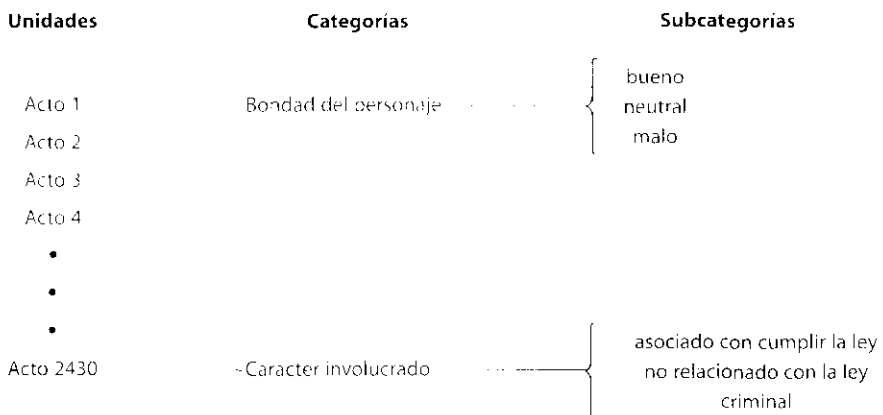 Unidades Categorías Subcategorías
bueno
Acto 1 Bondad del personaje neutral
Acto 2 malo
Acto 3
Acto 4
•
•
•
asociado con cumplir la ley
Acto 2430 Caracter involucrado no relacionado con la ley
criminal